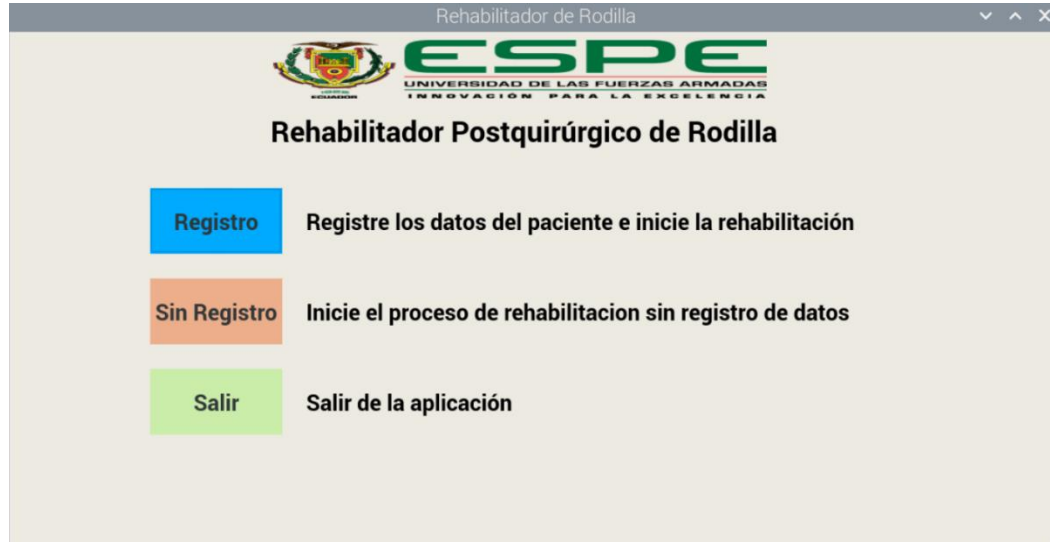 Rehabilitador de Rodilla
ESPE
UNIVERSIDAD DE LAS FUERZAS ARMADAS
INNOVACIÓN PARA LA EXCELENCIA
ECUADOR
Rehabilitador Postquirúrgico de Rodilla
Registro Registre los datos del paciente e inicie la rehabilitación
Sin Registro Inicie el proceso de rehabilitacion sin registro de datos
Salir Salir de la aplicación